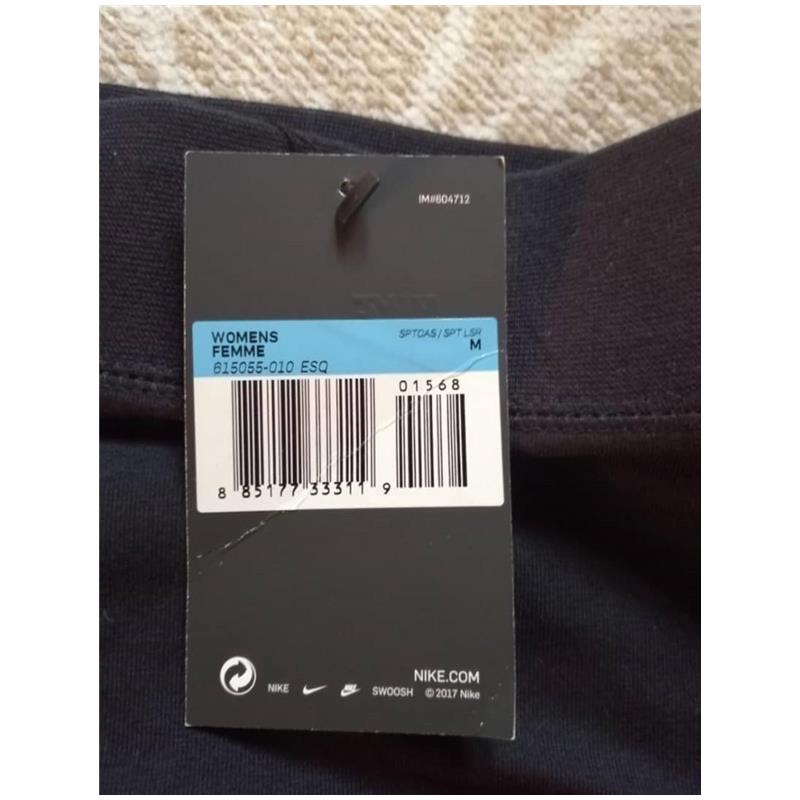 IM#604712
WOMENS
FEMME
SPTCAS / SPT LSR
M
615055-010 ESQ
01568
8 85177 33311 9
NIKE.COM
NIKE SWOOSH ©2017 Nike